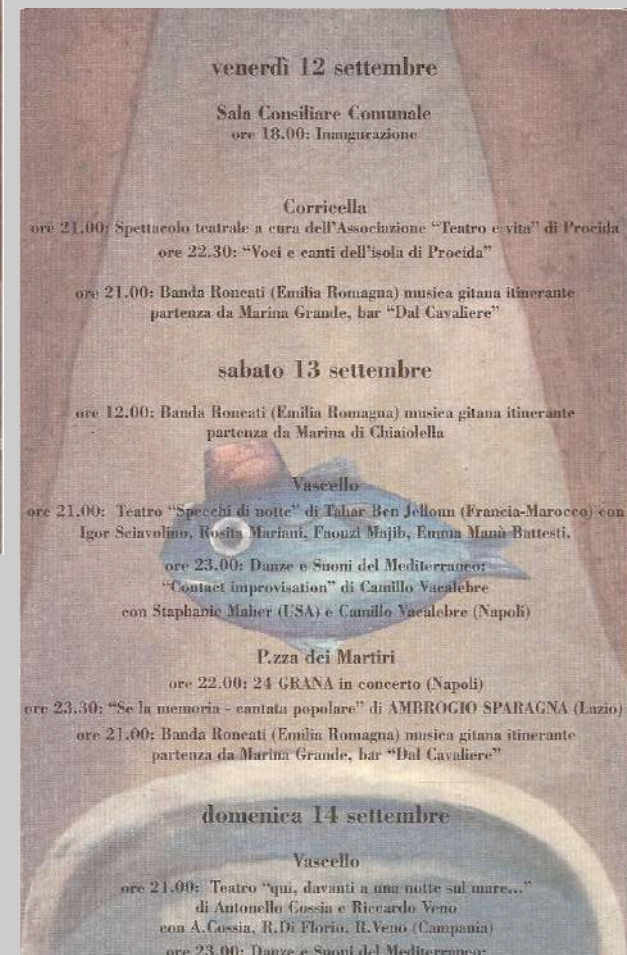 venerdì 12 settembre
Sala Consiliare Comunale
ore 18.00: Inaugurazione
Corricella
ore 21.00: Spettacolo teatrale a cura dell'Associazione “Teatro e vita” di Procida
ore 22.30: “Voci e canti dell'isola di Procida”
ore 21.00: Banda Roncati (Emilia Romagna) musica gitana itinerante
partenza da Marina Grande, bar “Dal Cavaliere”
sabato 13 settembre
ore 12.00: Banda Roncati (Emilia Romagna) musica gitana itinerante
partenza da Marina di Chiaiolella
Vascello
ore 21.00: Teatro “Specchi di notte” di Tahar Ben Jelloun (Francia-Marocco) con
Igor Sciavolino, Rosita Mariani, Faouzi Majib, Emma Manù Battesti.
ore 23.00: Danze e Suoni del Mediterraneo:
“Contact improvisation” di Camillo Vacalebre
con Staphanie Maher (USA) e Camillo Vacalebre (Napoli)
P.zza dei Martiri
ore 22.00: 24 GRANA in concerto (Napoli)
ore 23.30: “Se la memoria - cantata popolare” di AMBROGIO SPARAGNA (Lazio)
ore 21.00: Banda Roncati (Emilia Romagna) musica gitana itinerante
partenza da Marina Grande, bar “Dal Cavaliere”
domenica 14 settembre
Vascello
ore 21.00: Teatro “qui, davanti a una notte sul mare...”
di Antonello Cossia e Riccardo Veno
con A.Cossia, R.Di Florio, R.Veno (Campania)
ore 23.00: Danze e Suoni del Mediterraneo: